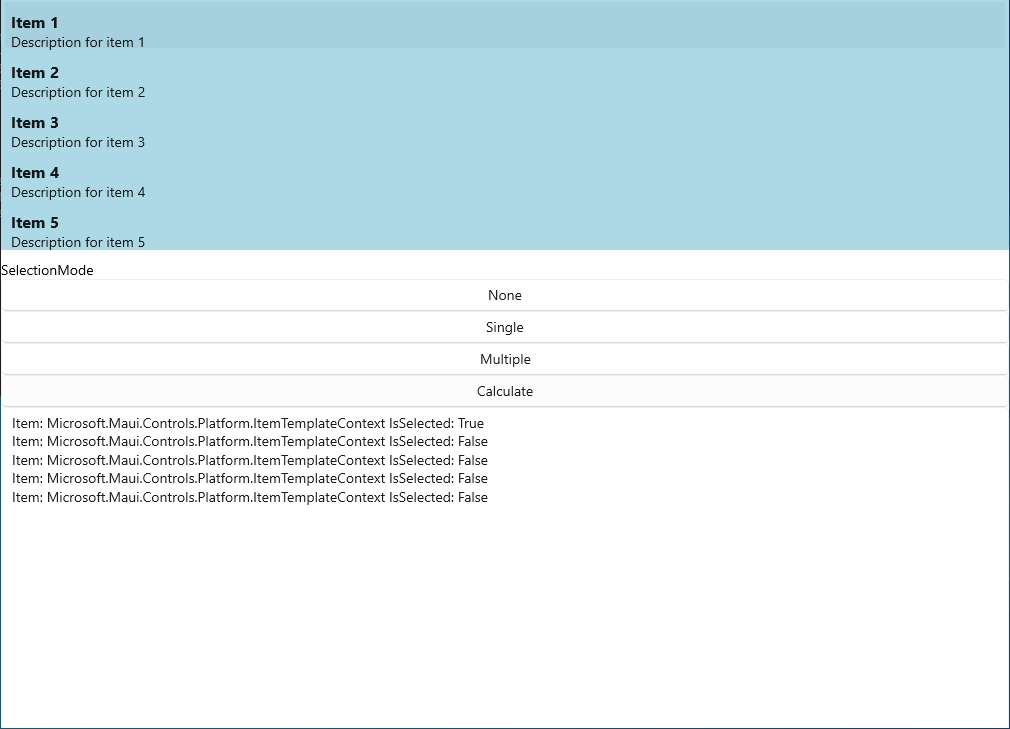 Item 1
Description for item 1
Item 2
Description for item 2
Item 3
Description for item 3
Item 4
Description for item 4
Item 5
Description for item 5
SelectionMode
None
Single
Multiple
Calculate
Item: Microsoft.Maui.Controls.Platform.ItemTemplateContext IsSelected: True
Item: Microsoft.Maui.Controls.Platform.ItemTemplateContext IsSelected: False
Item: Microsoft.Maui.Controls.Platform.ItemTemplateContext IsSelected: False
Item: Microsoft.Maui.Controls.Platform.ItemTemplateContext IsSelected: False
Item: Microsoft.Maui.Controls.Platform.ItemTemplateContext IsSelected: False